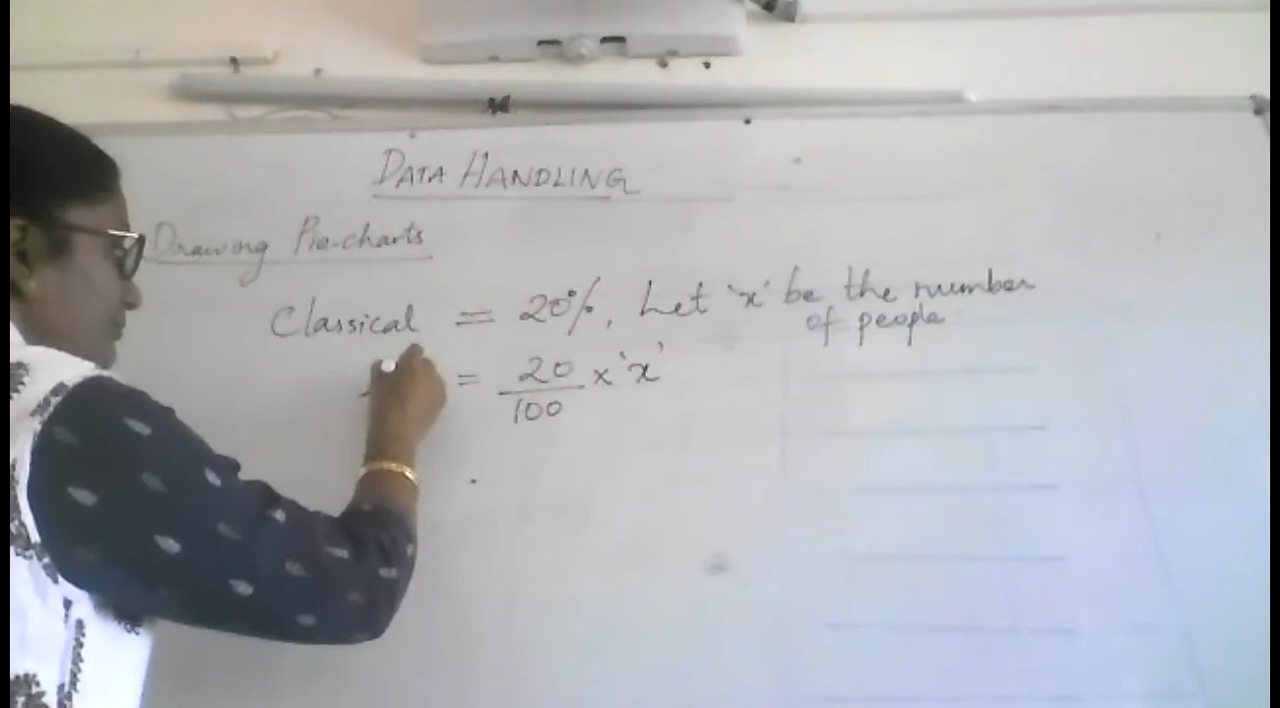 DATA HANDLING
Drawing Pie-charts
Classical = 20%, Let 'x' be the number
of people
= 20/100 x 'x'